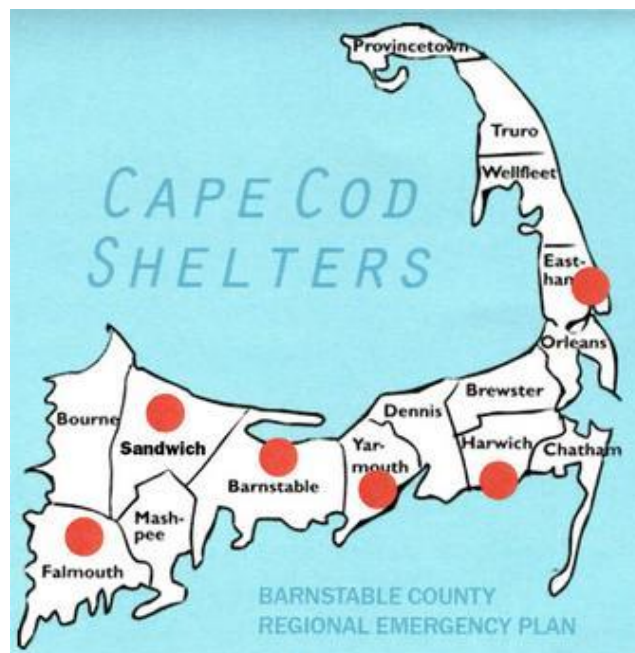 Provincetown
Truro
Wellfleet
CAPE COD
SHELTERS
East-
ham
Orleans
Brewster
Dennis
Bourne
Harwich
Chatham
Sandwich
Yar-
mouth
Barnstable
Mash-
pee
Falmouth
BARNSTABLE COUNTY
REGIONAL EMERGENCY PLAN